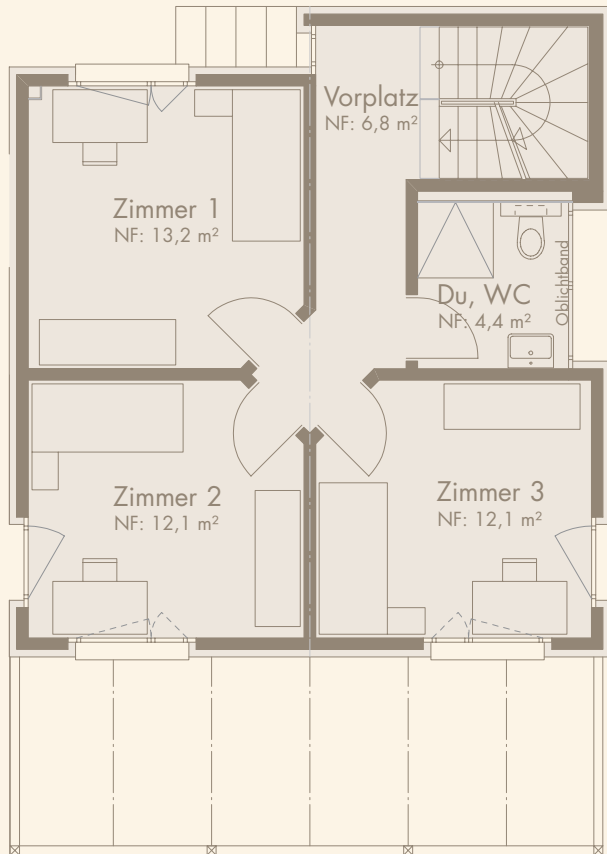 Vorplatz
NF: 6,8 m²
Zimmer 1
NF: 13,2 m²
Du, WC
NF: 4,4 m²
Oblichtband
Zimmer 2
NF: 12,1 m²
Zimmer 3
NF: 12,1 m²